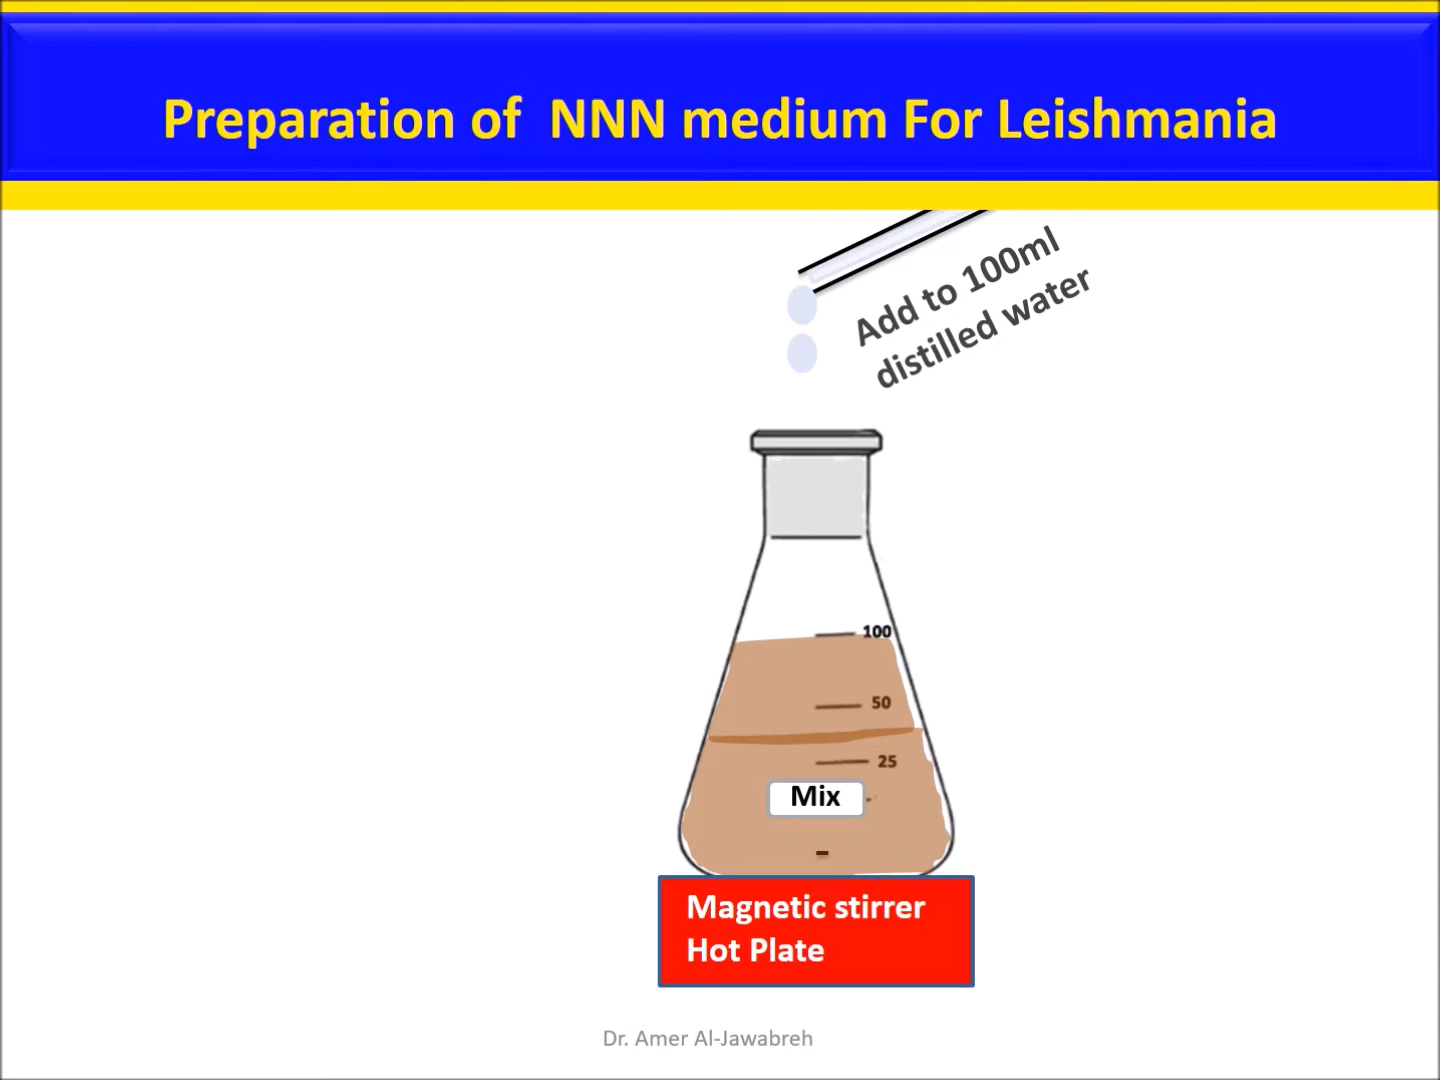 Preparation of NNN medium For Leishmania
Add to 100ml
distilled water
100
50
25
Mix
Magnetic stirrer
Hot Plate
Dr. Amer Al-Jawabreh